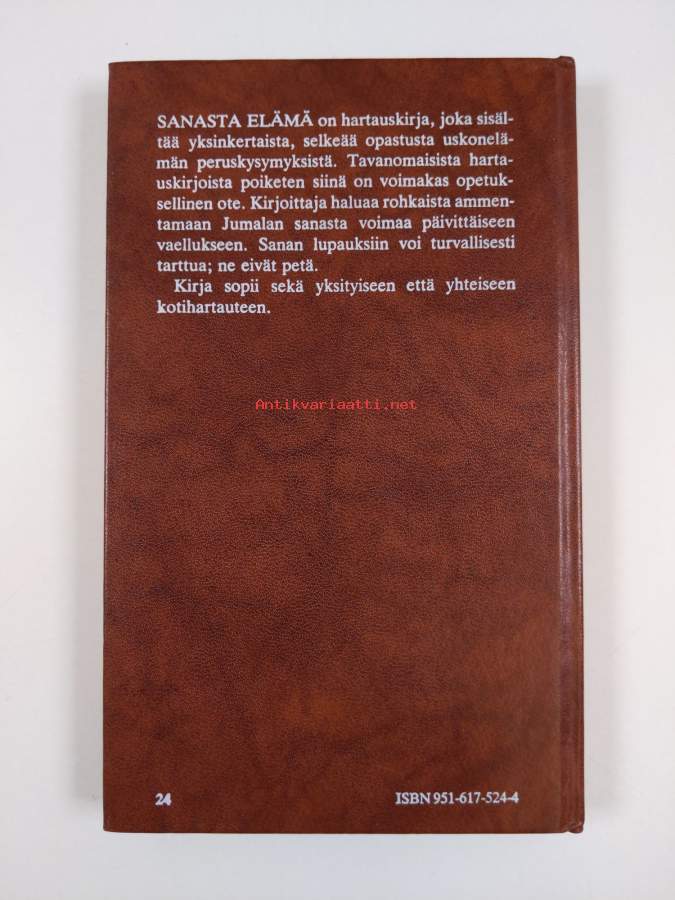 SANASTA ELÄMÄ on hartauskirja, joka sisäl-
tää yksinkertaista, selkeää opastusta uskonelä-
män peruskysymyksistä. Tavanomaisista harta-
uskirjoista poiketen siinä on voimakas opetuk-
sellinen ote. Kirjoittaja haluaa rohkaista ammen-
tamaan Jumalan sanasta voimaa päivittäiseen
vaellukseen. Sanan lupauksiin voi turvallisesti
tarttua; ne eivät petä.
Kirja sopii sekä yksityiseen että yhteiseen
kotihartauteen.
Antikvariaatti.net
24
ISBN 951-617-524-4